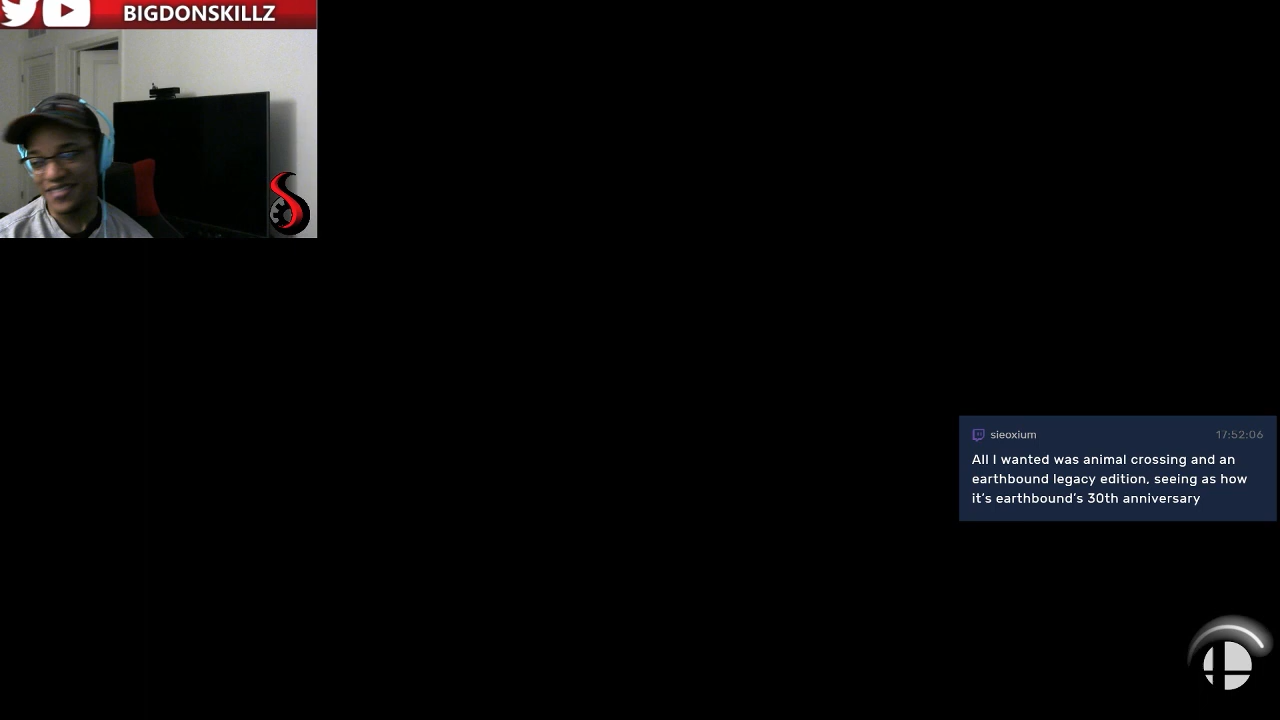 BIGDONSKILLZ
sieoxium 17:52:06
All I wanted was animal crossing and an
earthbound legacy edition, seeing as how
it's earthbound's 30th anniversary